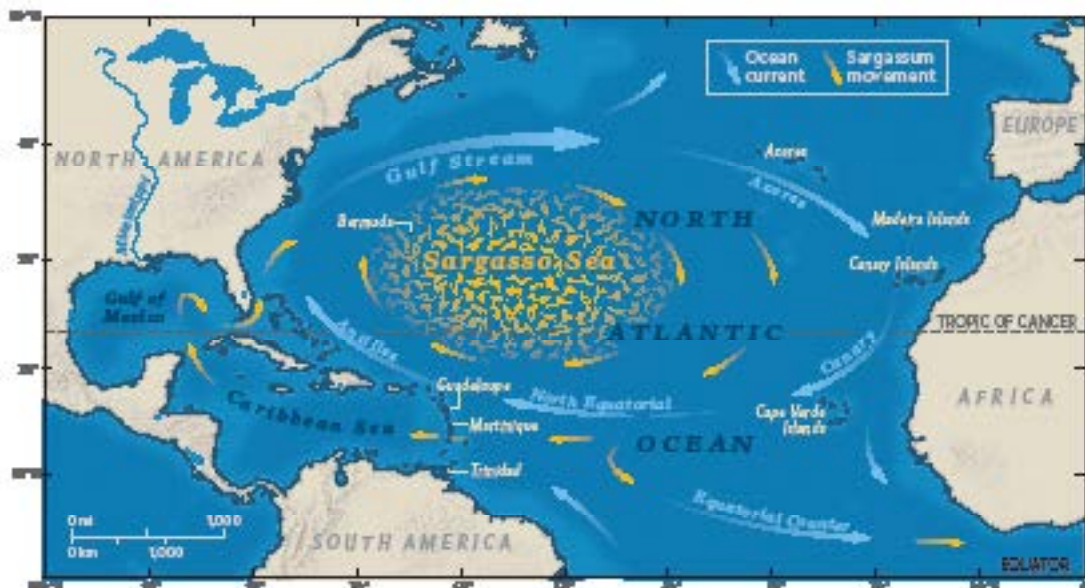 Ocean
current
Sargassum
movement
EUROPE
NORTH AMERICA
Gulf Stream
Azores
Azores
Bermuda
NORTH
Madeira Islands
Sargasso Sea
Canary Islands
Gulf of
Mexico
ATLANTIC
TROPIC OF CANCER
Antilles
Canary
Guadeloupe
North Equatorial
Cape Verde
Islands
AFRICA
Caribbean Sea
Martinique
OCEAN
Trinidad
Equatorial Counter
0 mi 1,000
0 km 1,000
SOUTH AMERICA
EQUATOR